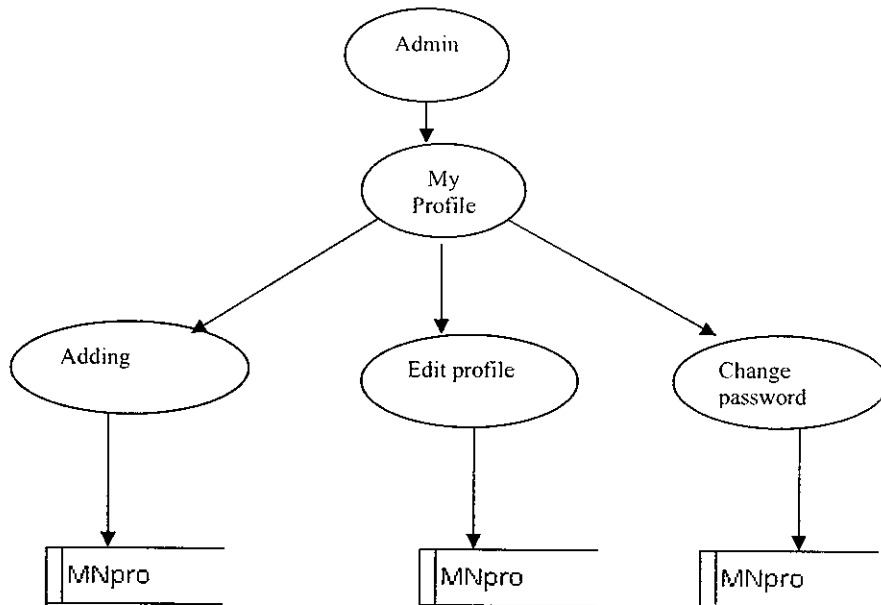 Admin
My
Profile
Adding
Edit profile
Change
password
MNpro
MNpro
MNpro